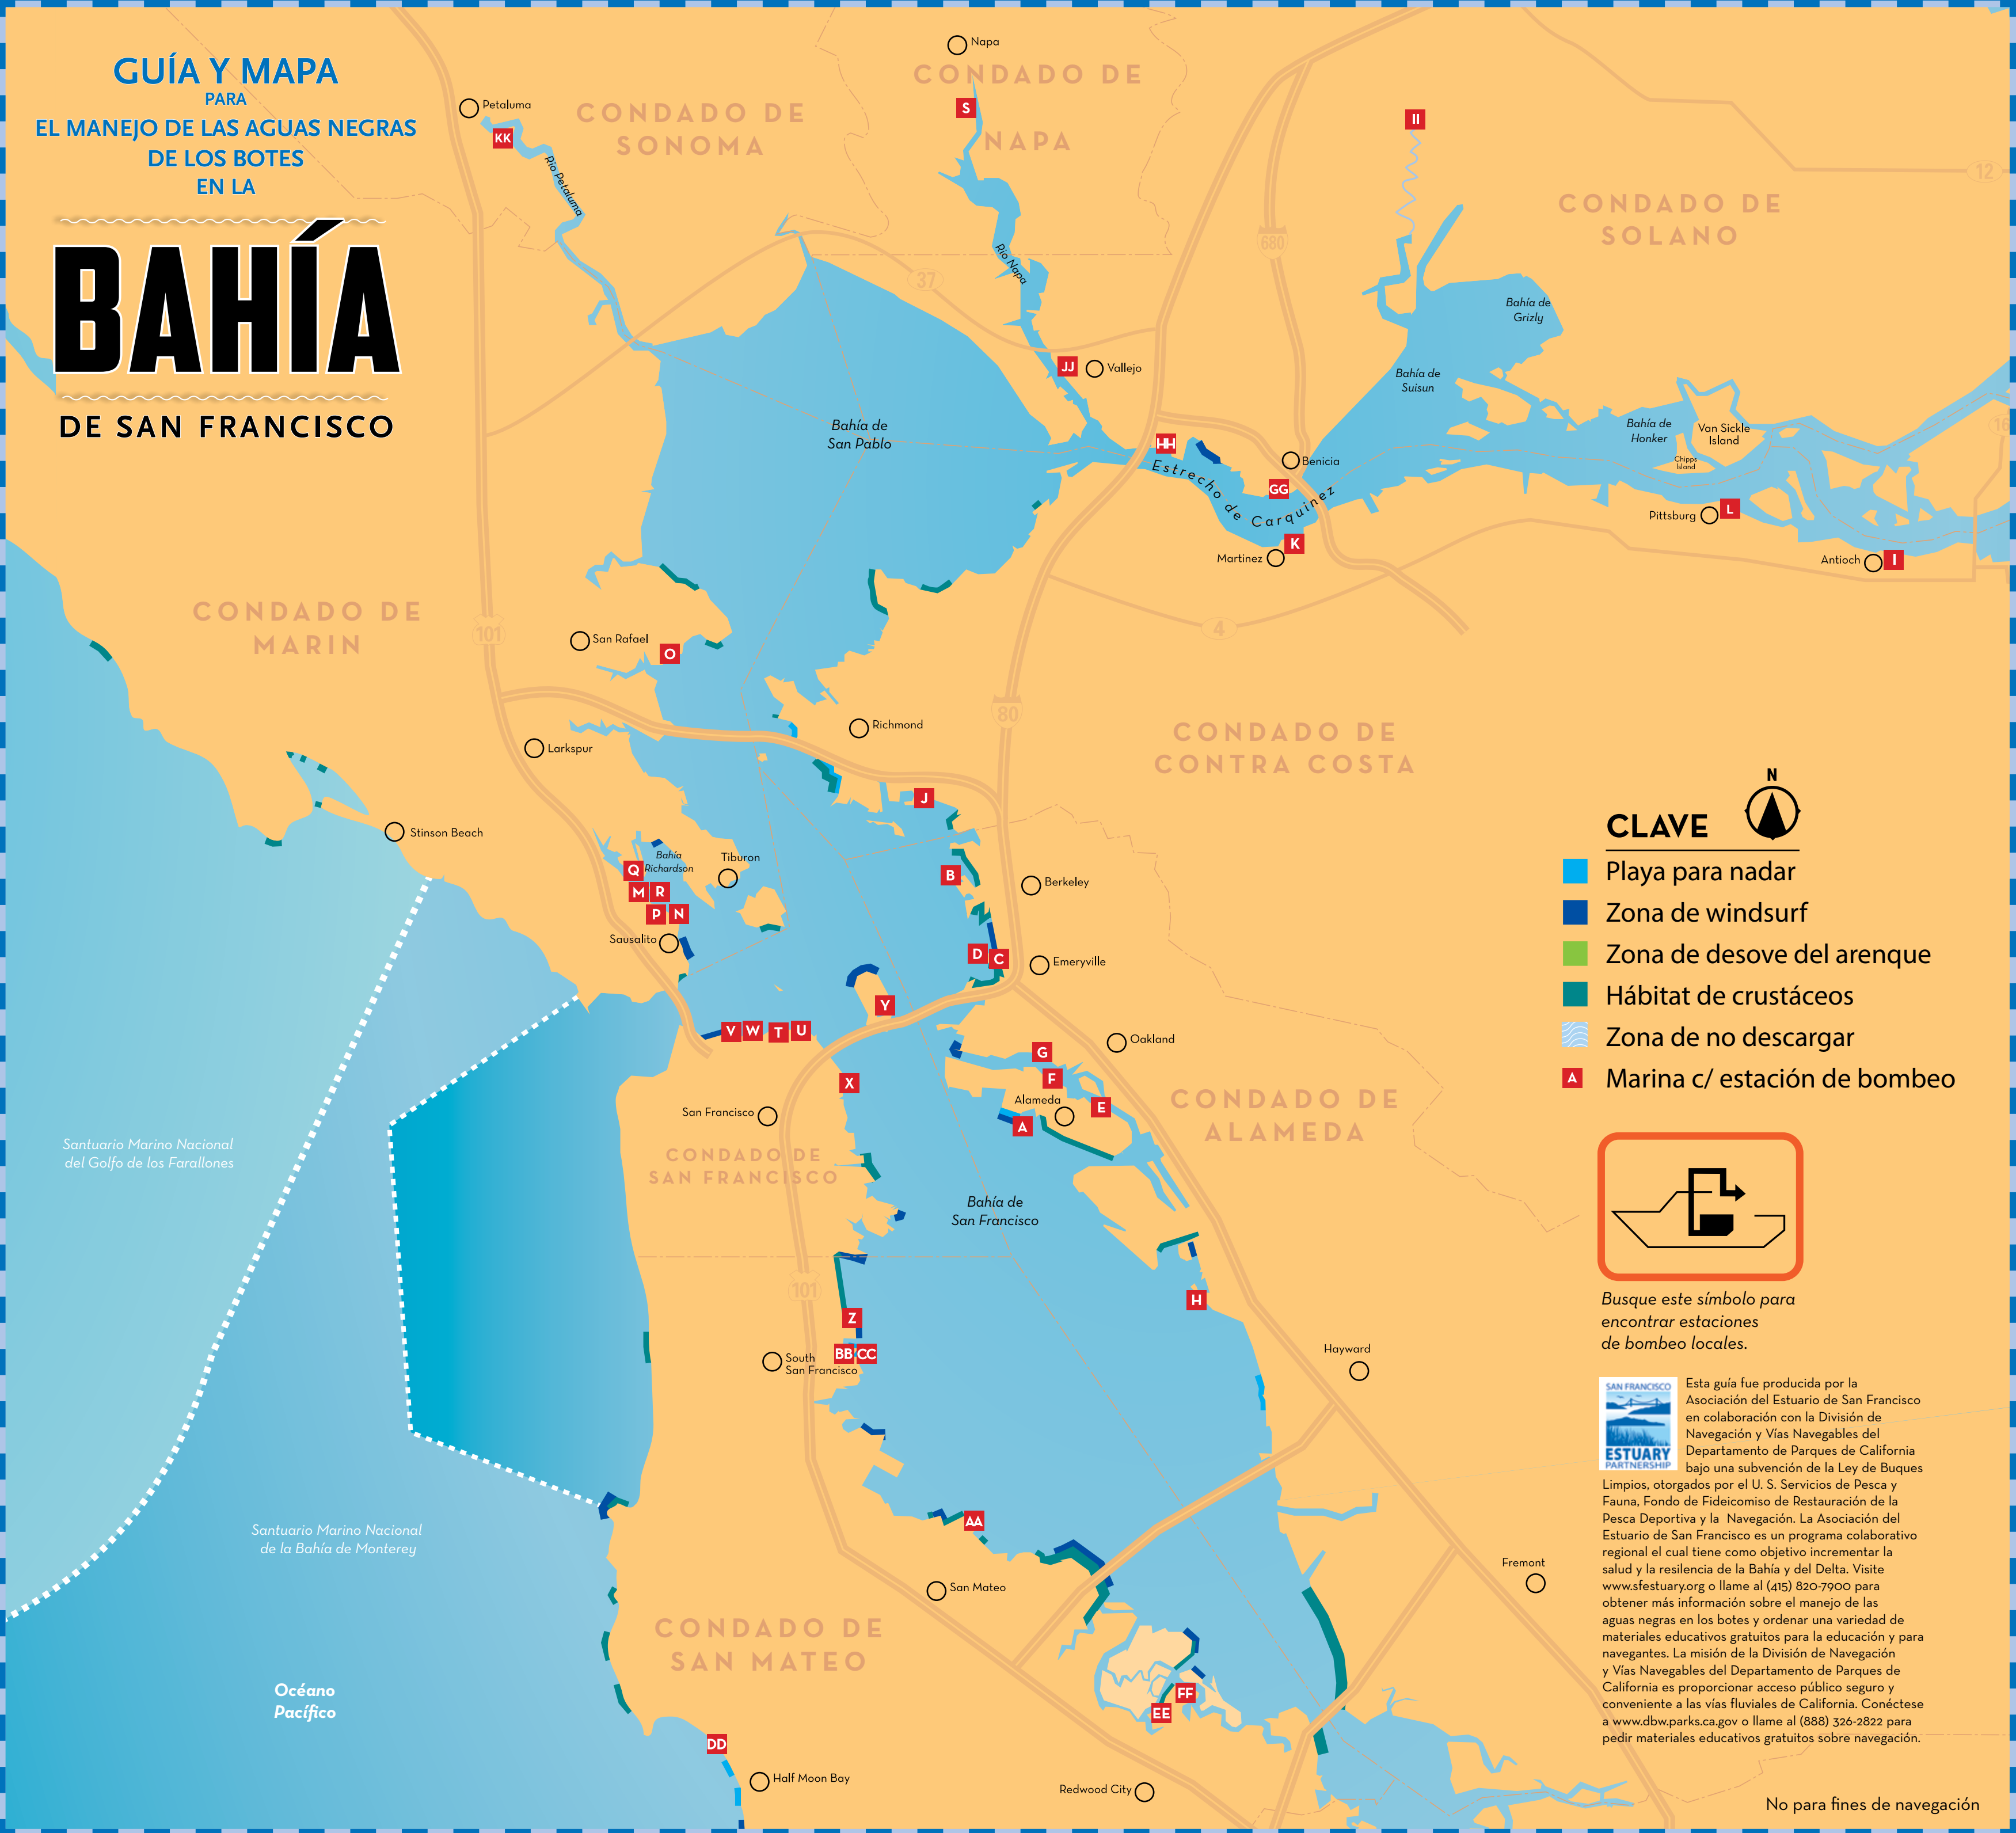 GUÍA Y MAPA
PARA
EL MANEJO DE LAS AGUAS NEGRAS
DE LOS BOTES
EN LA
BAHÍA
DE SAN FRANCISCO
Napa
CONDADO DE
NAPA
S
Petaluma
KK
Río Petaluma
CONDADO DE
SONOMA
II
12
CONDADO DE
SOLANO
680
37
Río Napa
Bahía de
Grizly
JJ
Vallejo
Bahía de
Suisun
Bahía de
San Pablo
HH
Estrecho de Carquinez
Benicia
GG
Bahía de
Honker
Van Sickle
Island
Chipps
Island
16
Pittsburg
L
Martinez
K
Antioch
I
CONDADO DE
MARIN
101
4
San Rafael
O
80
Richmond
Larkspur
CONDADO DE
CONTRA COSTA
J
Stinson Beach
Bahía
Richardson
Tiburon
Q
M
R
P
N
Sausalito
B
Berkeley
D
C
Emeryville
Y
V
W
T
U
X
Oakland
G
F
Alameda
E
A
San Francisco
CONDADO DE
SAN FRANCISCO
CONDADO DE
ALAMEDA
Santuario Marino Nacional
del Golfo de los Farallones
Bahía de
San Francisco
101
H
Z
BB
CC
South
San Francisco
Hayward
AA
San Mateo
Fremont
Santuario Marino Nacional
de la Bahía de Monterey
CONDADO DE
SAN MATEO
Océano
Pacífico
FF
EE
DD
Half Moon Bay
Redwood City
N
CLAVE
Playa para nadar
Zona de windsurf
Zona de desove del arenque
Hábitat de crustáceos
Zona de no descargar
A
Marina c/ estación de bombeo
Busque este símbolo para
encontrar estaciones
de bombeo locales.
SAN FRANCISCO
ESTUARY
PARTNERSHIP
Esta guía fue producida por la
Asociación del Estuario de San Francisco
en colaboración con la División de
Navegación y Vías Navegables del
Departamento de Parques de California
bajo una subvención de la Ley de Buques
Limpios, otorgados por el U. S. Servicios de Pesca y
Fauna, Fondo de Fideicomiso de Restauración de la
Pesca Deportiva y la Navegación. La Asociación del
Estuario de San Francisco es un programa colaborativo
regional el cual tiene como objetivo incrementar la
salud y la resilencia de la Bahía y del Delta. Visite
www.sfestuary.org o llame al (415) 820-7900 para
obtener más información sobre el manejo de las
aguas negras en los botes y ordenar una variedad de
materiales educativos gratuitos para la educación y para
navegantes. La misión de la División de Navegación
y Vías Navegables del Departamento de Parques de
California es proporcionar acceso público seguro y
conveniente a las vías fluviales de California. Conéctese
a www.dbw.parks.ca.gov o llame al (888) 326-2822 para
pedir materiales educativos gratuitos sobre navegación.
No para fines de navegación